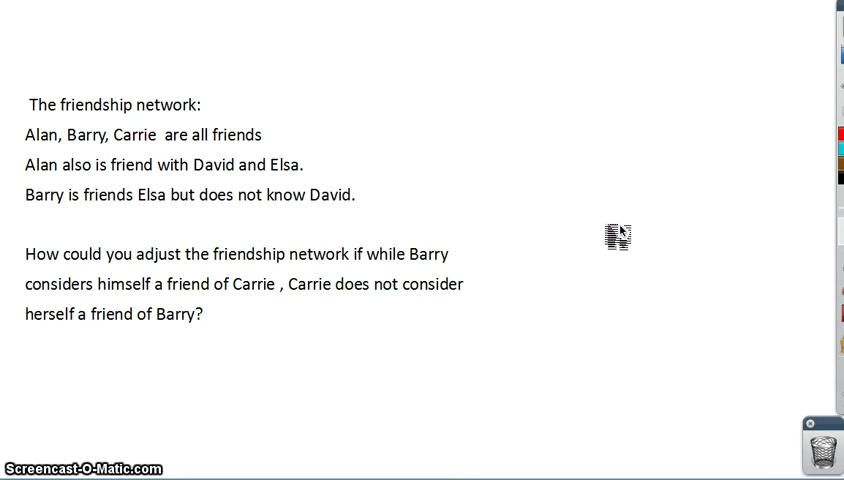 The friendship network:
Alan, Barry, Carrie are all friends
Alan also is friend with David and Elsa.
Barry is friends Elsa but does not know David.
How could you adjust the friendship network if while Barry
considers himself a friend of Carrie , Carrie does not consider
herself a friend of Barry?
Screencast-O-Matic.com